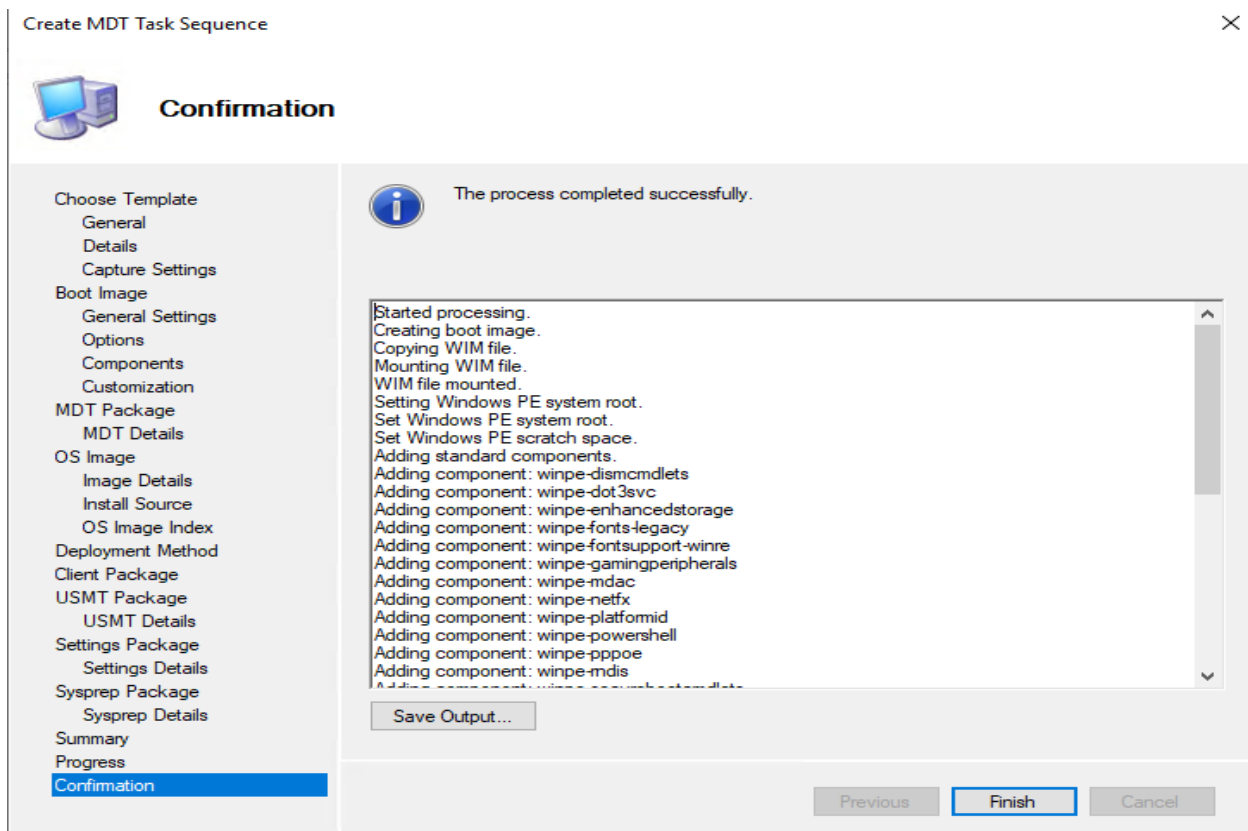 Create MDT Task Sequence
Confirmation
Choose Template
General
Details
Capture Settings
Boot Image
General Settings
Options
Components
Customization
MDT Package
MDT Details
OS Image
Image Details
Install Source
OS Image Index
Deployment Method
Client Package
USMT Package
USMT Details
Settings Package
Settings Details
Sysprep Package
Sysprep Details
Summary
Progress
Confirmation
The process completed successfully.
Started processing.
Creating boot image.
Copying WIM file.
Mounting WIM file.
WIM file mounted.
Setting Windows PE system root.
Set Windows PE system root.
Set Windows PE scratch space.
Adding standard components.
Adding component: winpe-dismcmdlets
Adding component: winpe-dot3svc
Adding component: winpe-enhancedstorage
Adding component: winpe-fonts-legacy
Adding component: winpe-fontsupport-winre
Adding component: winpe-gamingperipherals
Adding component: winpe-mdac
Adding component: winpe-netfx
Adding component: winpe-platformid
Adding component: winpe-powershell
Adding component: winpe-pppoe
Adding component: winpe-rndis
Adding component: winpe-securebootcmdlets
Save Output...
Previous
Finish
Cancel